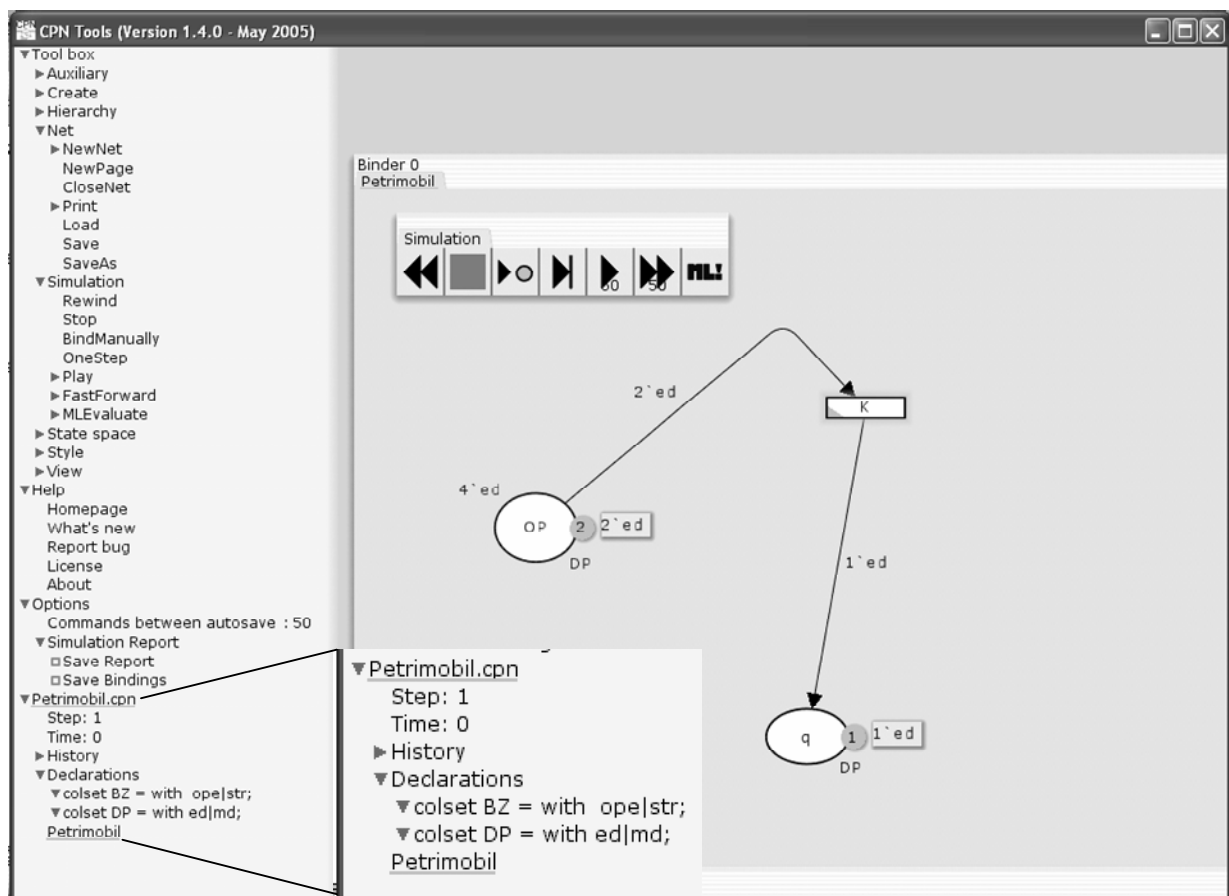 CPN Tools (Version 1.4.0 - May 2005)
Tool box
Auxiliary
Create
Hierarchy
Net
NewNet
NewPage
CloseNet
Print
Load
Save
SaveAs
Simulation
Rewind
Stop
BindManually
OneStep
Play
FastForward
MLEvaluate
State space
Style
View
Help
Homepage
What's new
Report bug
License
About
Options
Commands between autosave : 50
Simulation Report
Save Report
Save Bindings
Petrimobil.cpn
Step: 1
Time: 0
History
Declarations
colset BZ = with ope|str;
colset DP = with ed|md;
Petrimobil
Binder 0
Petrimobil
Simulation
50
ML!
2`ed
K
4`ed
OP
2
2`ed
DP
1`ed
q
1
1`ed
DP
Petrimobil.cpn
Step: 1
Time: 0
History
Declarations
colset BZ = with ope|str;
colset DP = with ed|md;
Petrimobil